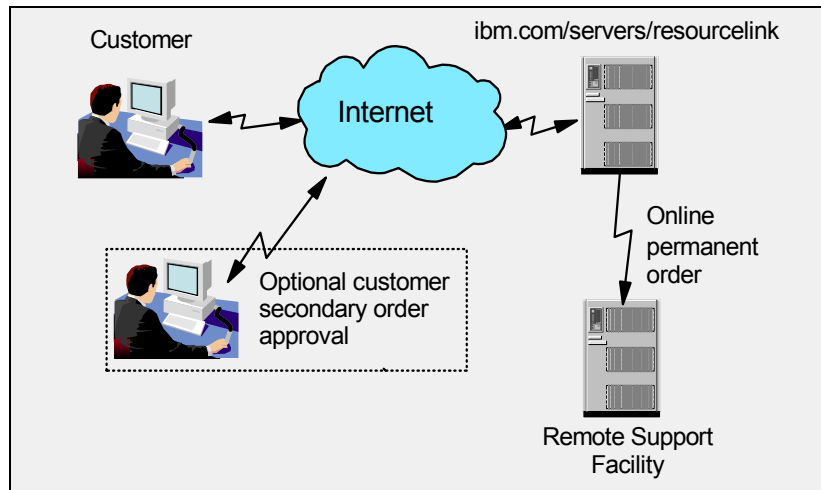 Customer
ibm.com/servers/resourcelink
Internet
Online
permanent
order
Optional customer
secondary order
approval
Remote Support
Facility